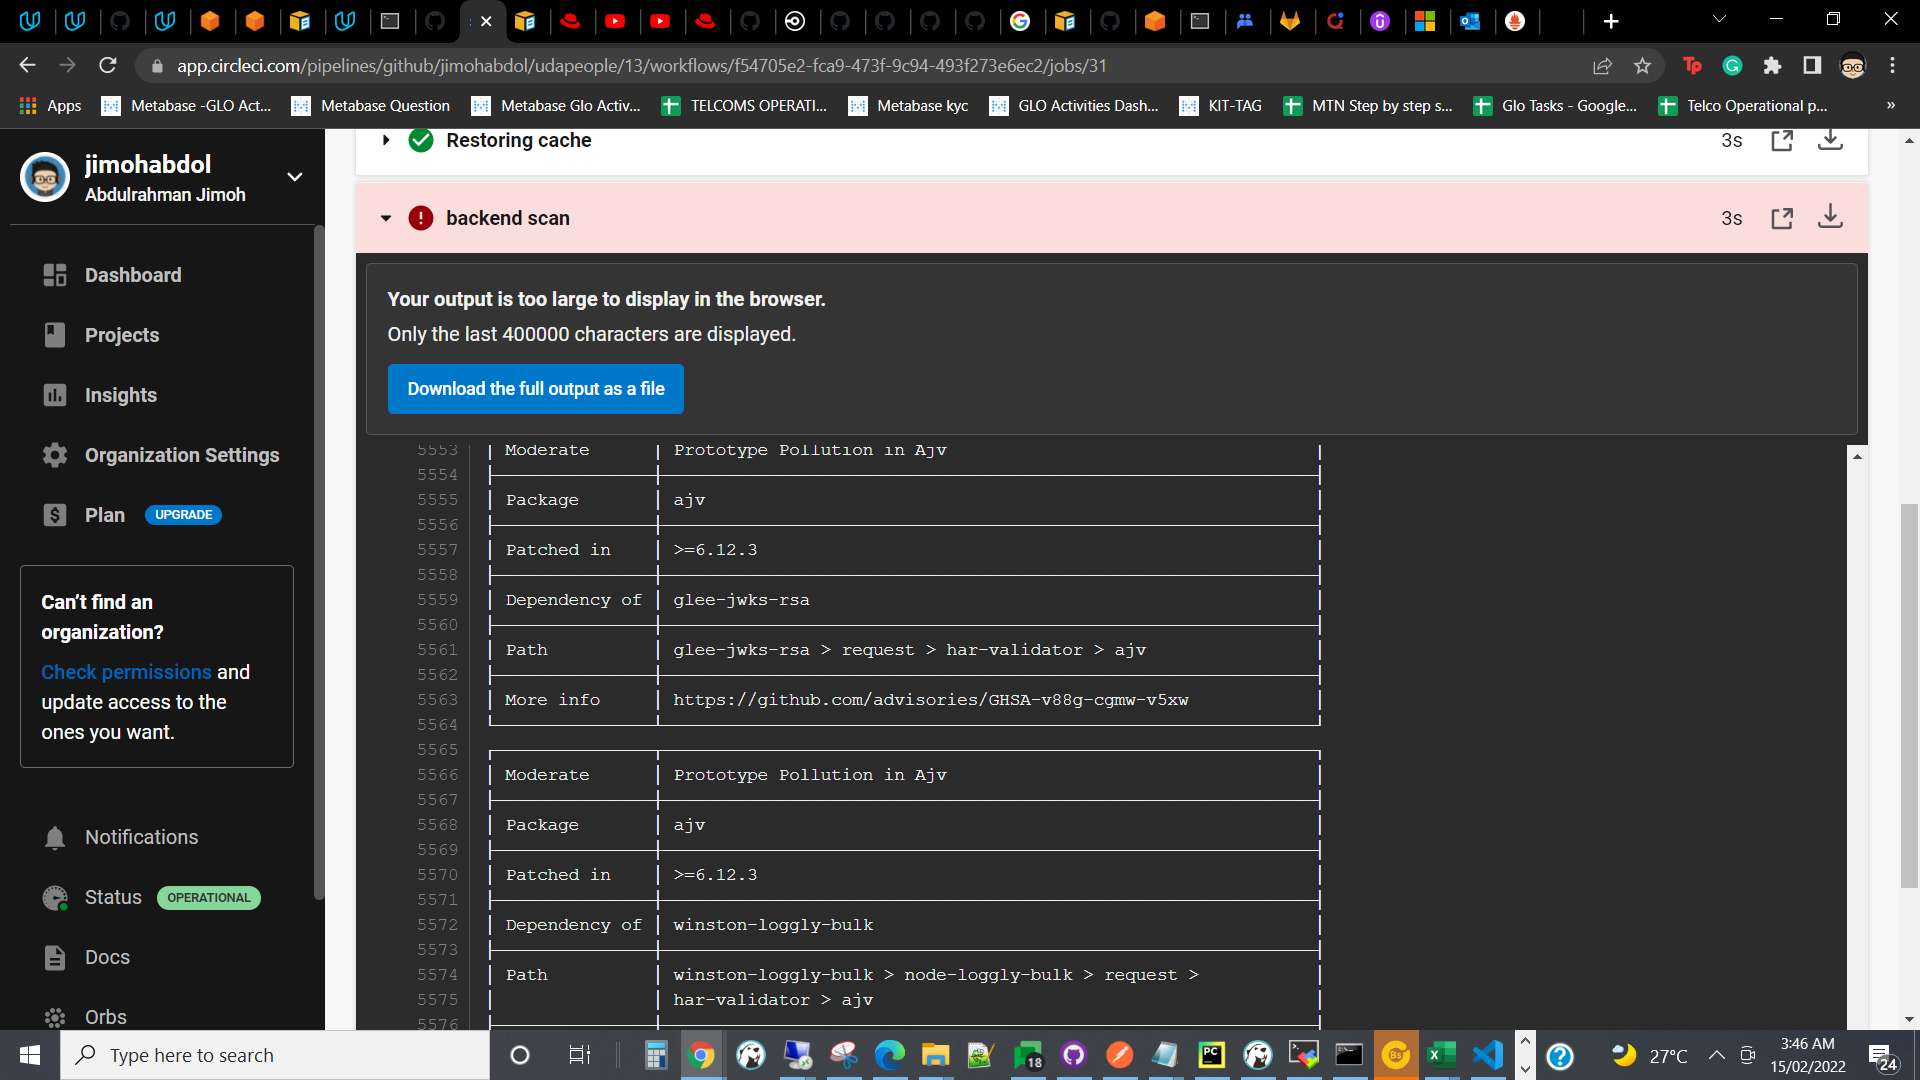 app.circleci.com/pipelines/github/jimohabdol/udapeople/13/workflows/f54705e2-fca9-473f-9c94-493f273e6ec2/jobs/31
Apps
Metabase -GLO Act...
Metabase Question
Metabase Glo Activ...
TELCOMS OPERATI...
Metabase kyc
GLO Activities Dash...
KIT-TAG
MTN Step by step s...
Glo Tasks - Google...
Telco Operational p...
»
jimohabdol
Abdulrahman Jimoh
Dashboard
Projects
Insights
Organization Settings
Plan UPGRADE
Can't find an
organization?
Check permissions and
update access to the
ones you want.
Notifications
Status OPERATIONAL
Docs
Orbs
Restoring cache 3s
backend scan 3s
Your output is too large to display in the browser.
Only the last 400000 characters are displayed.
Download the full output as a file
5553 Moderate Prototype Pollution in Ajv
5554
5555 Package ajv
5556
5557 Patched in >=6.12.3
5558
5559 Dependency of glee-jwks-rsa
5560
5561 Path glee-jwks-rsa > request > har-validator > ajv
5562
5563 More info https://github.com/advisories/GHSA-v88g-cgmw-v5xw
5564
5565
5566 Moderate Prototype Pollution in Ajv
5567
5568 Package ajv
5569
5570 Patched in >=6.12.3
5571
5572 Dependency of winston-loggly-bulk
5573
5574 Path winston-loggly-bulk > node-loggly-bulk > request >
5575 har-validator > ajv
5576
Type here to search
18
PC
Bs
27°C
3:46 AM
15/02/2022
24